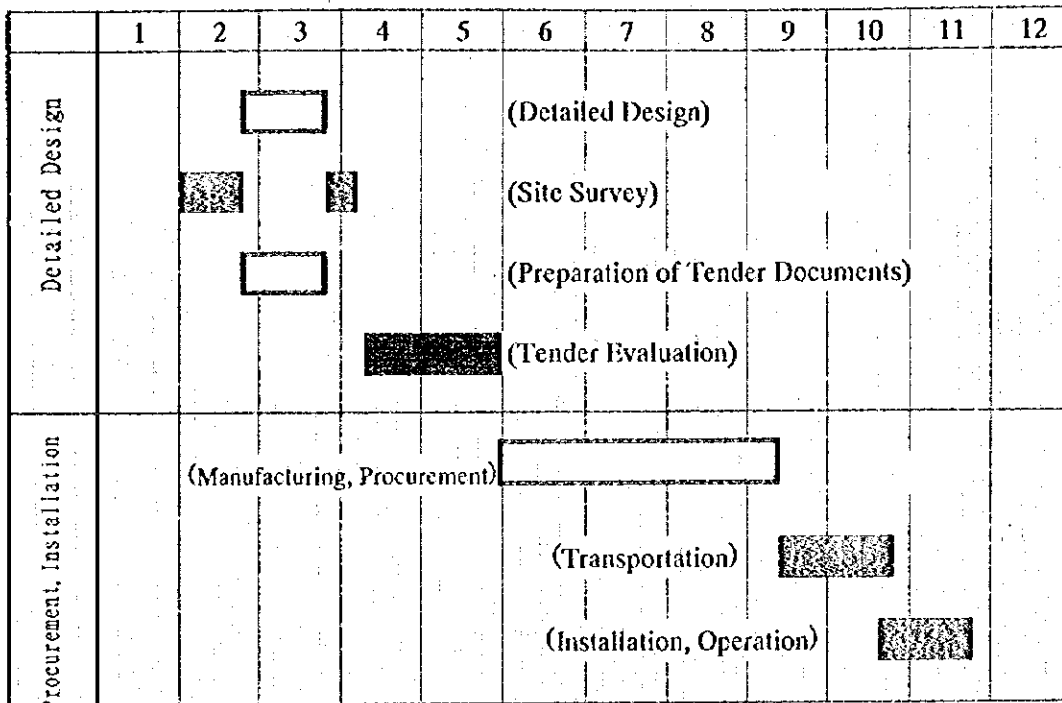 1 2 3 4 5 6 7 8 9 10 11 12
Detailed Design
(Detailed Design)
(Site Survey)
(Preparation of Tender Documents)
(Tender Evaluation)
Procurement, Installation
(Manufacturing, Procurement)
(Transportation)
(Installation, Operation)